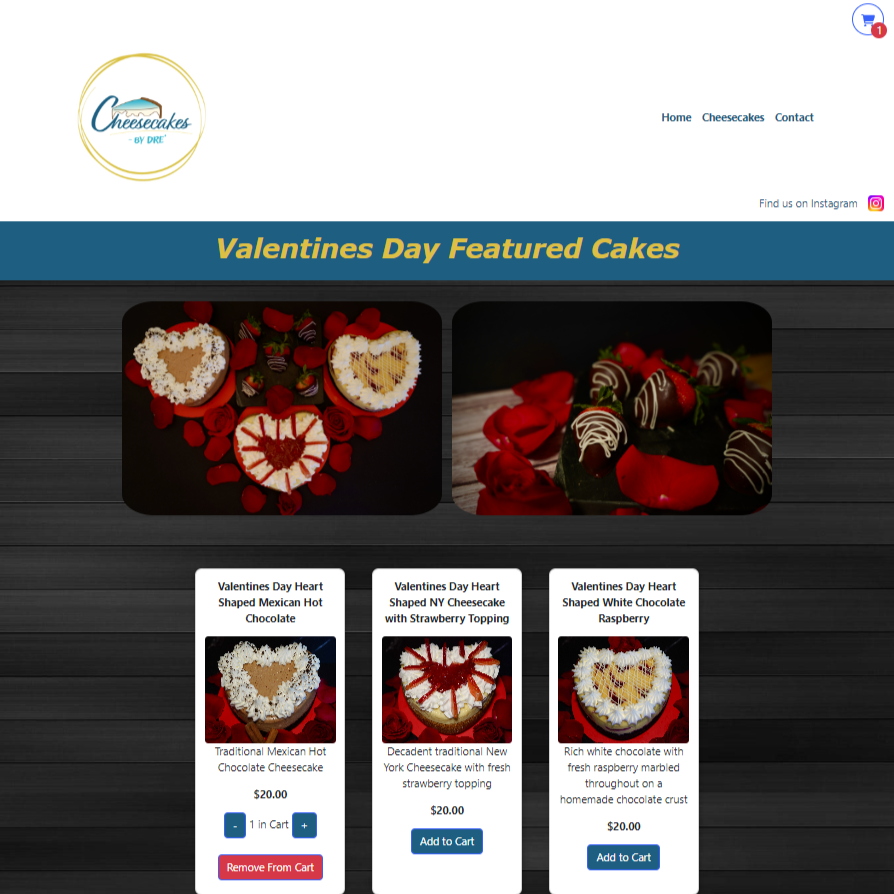 1
Cheesecakes
- BY DRE'
Home Cheesecakes Contact
Find us on Instagram
Valentines Day Featured Cakes
Valentines Day Heart
Shaped Mexican Hot
Chocolate
Traditional Mexican Hot
Chocolate Cheesecake
$20.00
- 1 in Cart +
Remove From Cart
Valentines Day Heart
Shaped NY Cheesecake
with Strawberry Topping
Decadent traditional New
York Cheesecake with fresh
strawberry topping
$20.00
Add to Cart
Valentines Day Heart
Shaped White Chocolate
Raspberry
Rich white chocolate with
fresh raspberry marbled
throughout on a
homemade chocolate crust
$20.00
Add to Cart